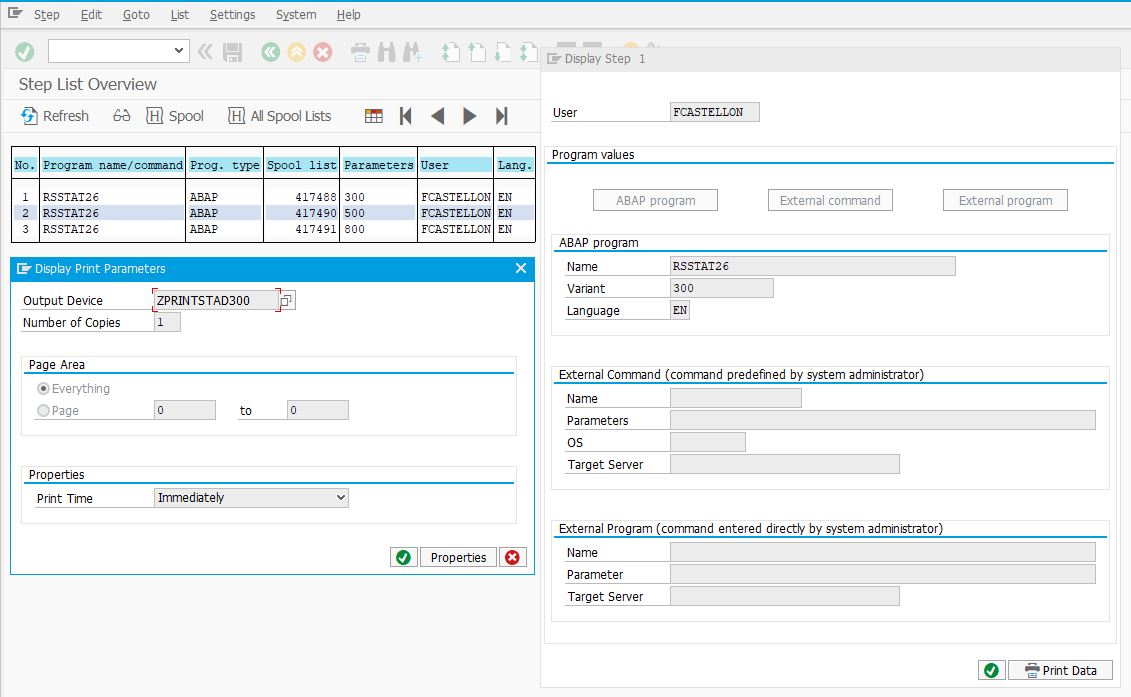 Step Edit Goto List Settings System Help
Step List Overview
Refresh Spool All Spool Lists
No. Program name/command Prog. type Spool list Parameters User Lang.
1 RSSTAT26 ABAP 417488 300 FCASTELLON EN
2 RSSTAT26 ABAP 417490 500 FCASTELLON EN
3 RSSTAT26 ABAP 417491 800 FCASTELLON EN
Display Print Parameters
Output Device ZPRINTSTAD300
Number of Copies 1
Page Area
Everything
Page 0 to 0
Properties
Print Time Immediately
Properties
Display Step 1
User FCASTELLON
Program values
ABAP program External command External program
ABAP program
Name RSSTAT26
Variant 300
Language EN
External Command (command predefined by system administrator)
Name
Parameters
OS
Target Server
External Program (command entered directly by system administrator)
Name
Parameter
Target Server
Print Data